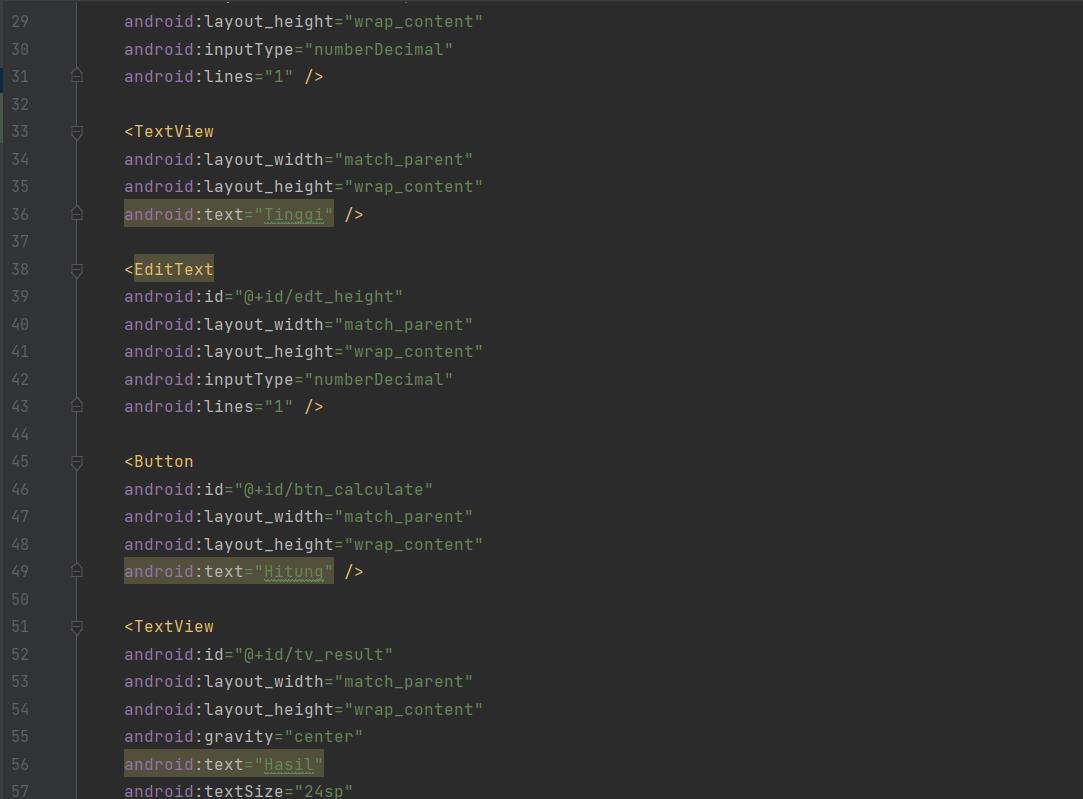 29 android:layout_height="wrap_content"
30 android:inputType="numberDecimal"
31 android:lines="1" />
32
33 <TextView
34 android:layout_width="match_parent"
35 android:layout_height="wrap_content"
36 android:text="Tinggi" />
37
38 <EditText
39 android:id="@+id/edt_height"
40 android:layout_width="match_parent"
41 android:layout_height="wrap_content"
42 android:inputType="numberDecimal"
43 android:lines="1" />
44
45 <Button
46 android:id="@+id/btn_calculate"
47 android:layout_width="match_parent"
48 android:layout_height="wrap_content"
49 android:text="Hitung" />
50
51 <TextView
52 android:id="@+id/tv_result"
53 android:layout_width="match_parent"
54 android:layout_height="wrap_content"
55 android:gravity="center"
56 android:text="Hasil"
57 android:textSize="24sp"